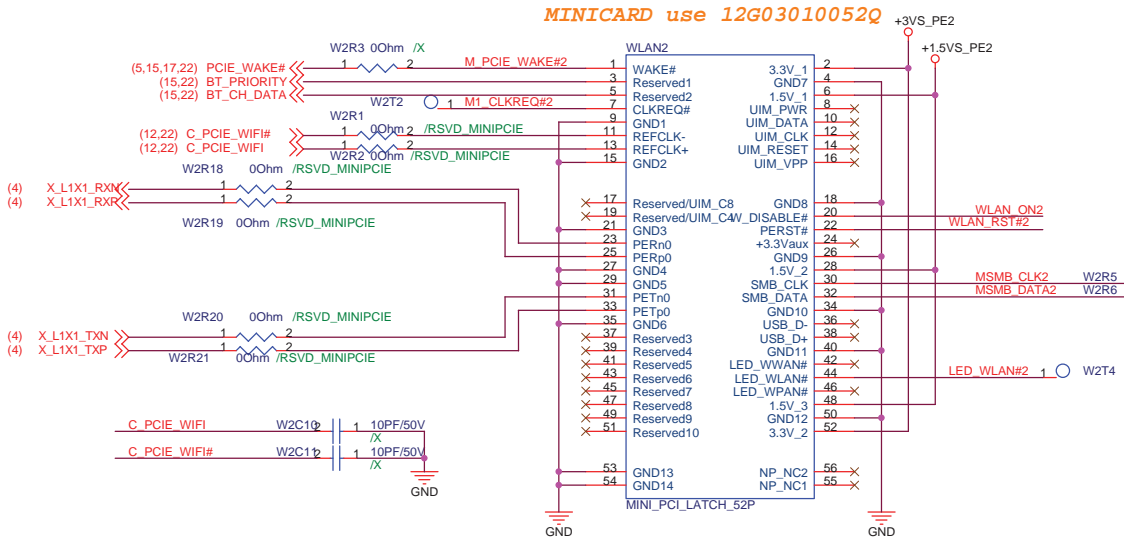 MINICARD use 12G03010052Q
+3VS_PE2
+1.5VS_PE2
W2R3 0Ohm /X
WLAN2
(5,15,17,22) PCIE_WAKE# 1 2 M_PCIE_WAKE#2 1 WAKE# 3.3V_1 2
(15,22) BT_PRIORITY 3 Reserved1 GND7 4
(15,22) BT_CH_DATA 5 Reserved2 1.5V_1 6
W2T2 1 M1_CLKREQ#2 7 CLKREQ# UIM_PWR 8
W2R1 9 GND1 UIM_DATA 10
(12,22) C_PCIE_WIFI# 1 0Ohm 2 /RSVD_MINIPCIE 11 REFCLK- UIM_CLK 12
(12,22) C_PCIE_WIFI 1 2 13 REFCLK+ UIM_RESET 14
W2R2 0Ohm /RSVD_MINIPCIE 15 GND2 UIM_VPP 16
W2R18 0Ohm /RSVD_MINIPCIE
(4) X_L1X1_RXN 1 2
(4) X_L1X1_RXP 1 2
W2R19 0Ohm /RSVD_MINIPCIE
17 Reserved/UIM_C8 GND8 18
19 Reserved/UIM_C4 W_DISABLE# 20 WLAN_ON2
21 GND3 PERST# 22 WLAN_RST#2
23 PERn0 +3.3Vaux 24
25 PERp0 GND9 26
27 GND4 1.5V_2 28
29 GND5 SMB_CLK 30 MSMB_CLK2 W2R5
31 PETn0 SMB_DATA 32 MSMB_DATA2 W2R6
33 PETp0 GND10 34
W2R20 0Ohm /RSVD_MINIPCIE 35 GND6 USB_D- 36
(4) X_L1X1_TXN 1 2 37 Reserved3 USB_D+ 38
(4) X_L1X1_TXP 1 2 39 Reserved4 GND11 40
W2R21 0Ohm /RSVD_MINIPCIE 41 Reserved5 LED_WWAN# 42
43 Reserved6 LED_WLAN# 44 LED_WLAN#2 1 W2T4
45 Reserved7 LED_WPAN# 46
47 Reserved8 1.5V_3 48
49 Reserved9 GND12 50
51 Reserved10 3.3V_2 52
C_PCIE_WIFI W2C10 2 1 10PF/50V
/X
C_PCIE_WIFI# W2C11 2 1 10PF/50V
/X
GND
53 GND13 NP_NC2 56
54 GND14 NP_NC1 55
MINI_PCI_LATCH_52P
GND
GND